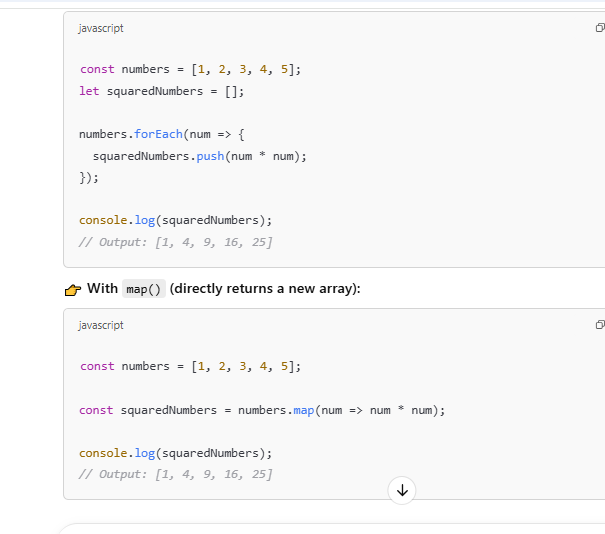 javascript
const numbers = [1, 2, 3, 4, 5];
let squaredNumbers = [];
numbers.forEach(num => {
  squaredNumbers.push(num * num);
});
console.log(squaredNumbers);
// Output: [1, 4, 9, 16, 25]
👉 With map() (directly returns a new array):
javascript
const numbers = [1, 2, 3, 4, 5];
const squaredNumbers = numbers.map(num => num * num);
console.log(squaredNumbers);
// Output: [1, 4, 9, 16, 25]